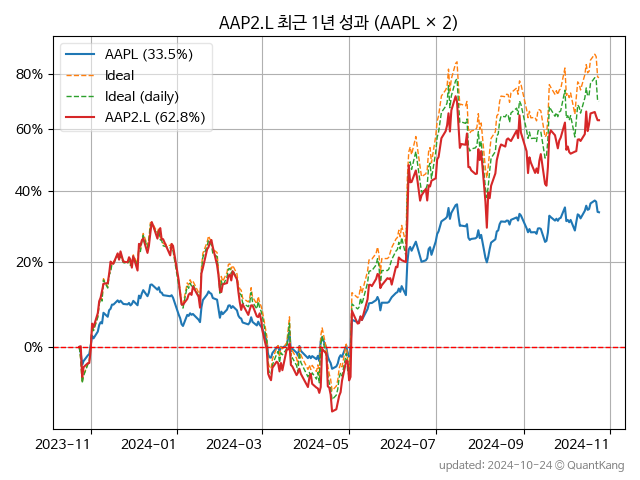 AAP2.L 최근 1년 성과 (AAPL × 2)
AAPL (33.5%)
Ideal
Ideal (daily)
AAP2.L (62.8%)
80%
60%
40%
20%
0%
2023-11 2024-01 2024-03 2024-05 2024-07 2024-09 2024-11
updated: 2024-10-24 © QuantKang